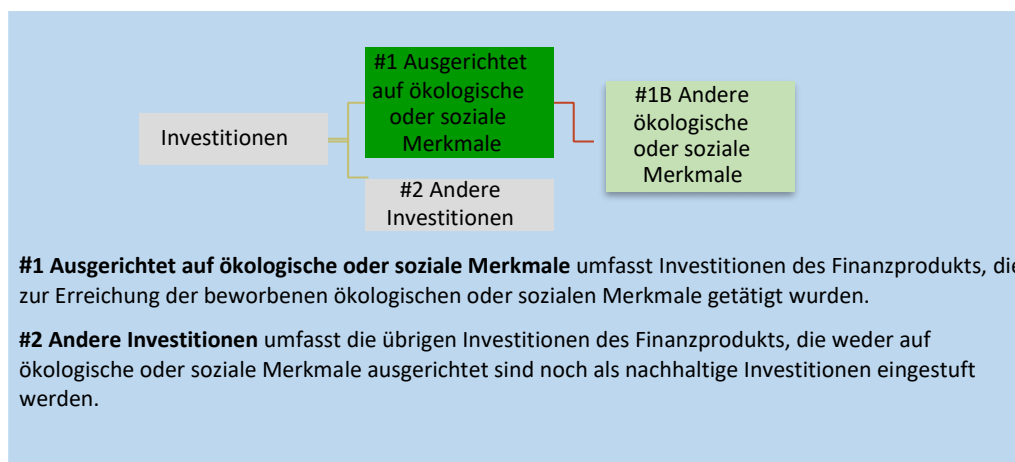 #1 Ausgerichtet
auf ökologische
oder soziale
Merkmale
#1B Andere
ökologische
oder soziale
Merkmale
Investitionen
#2 Andere
Investitionen
#1 Ausgerichtet auf ökologische oder soziale Merkmale umfasst Investitionen des Finanzprodukts, die
zur Erreichung der beworbenen ökologischen oder sozialen Merkmale getätigt wurden.
#2 Andere Investitionen umfasst die übrigen Investitionen des Finanzprodukts, die weder auf
ökologische oder soziale Merkmale ausgerichtet sind noch als nachhaltige Investitionen eingestuft
werden.